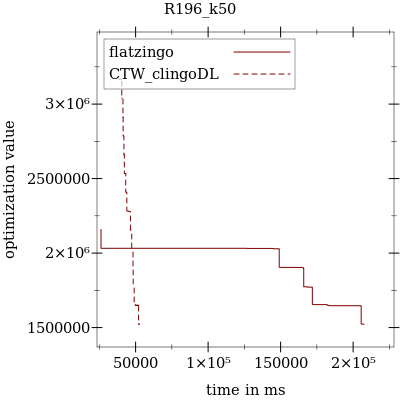 R196_k50
flatzingo
CTW_clingoDL
optimization value
3×10⁶
2500000
2×10⁶
1500000
50000 1×10⁵ 150000 2×10⁵
time in ms